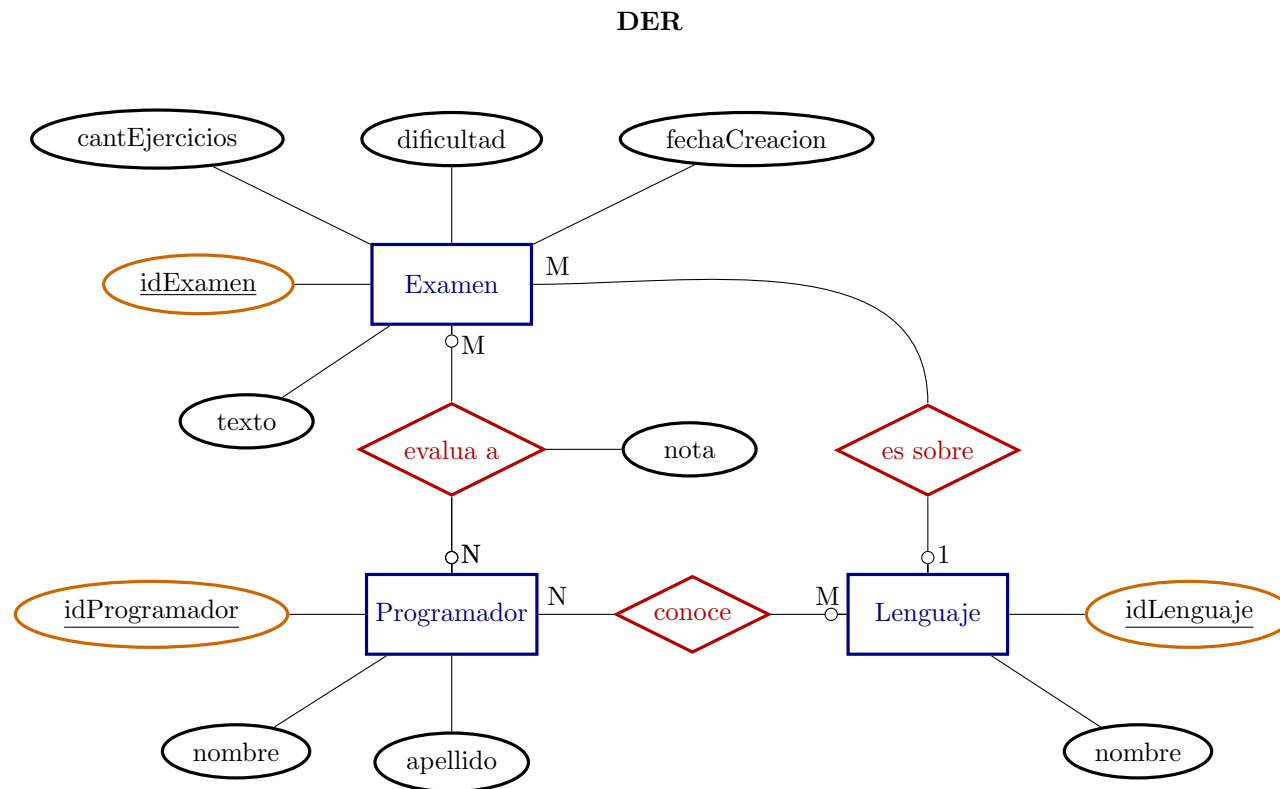 DER
cantEjercicios
dificultad
fechaCreacion
idExamen
Examen
M
M
texto
evalua a
nota
es sobre
N
1
idProgramador
Programador
N
conoce
M
Lenguaje
idLenguaje
nombre
apellido
nombre